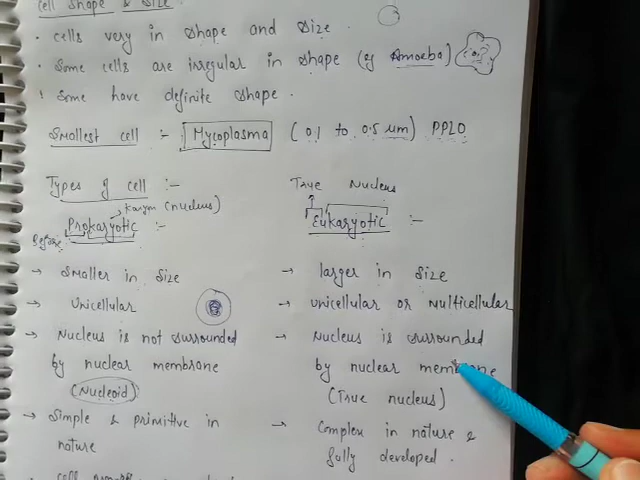 Cell Shape & Size.
• Cells very in Shape and Size.
• Some cells are irregular in shape (eg Amoeba)
• Some have definite shape.
Smallest cell :- Mycoplasma (0.1 to 0.5 μm) PPLO
Types of cell :-
True Nucleus
Karyon (nucleus)
Prokaryotic :-
Eukaryotic :-
Before
→ Smaller in Size
→ larger in Size
→ Unicellular
→ Unicellular or Multicellular
→ Nucleus is not surrounded
by nuclear membrane
(Nucleoid)
→ Nucleus is surrounded
by nuclear membrane
(True nucleus)
→ Simple & primitive in
nature
→ Complex in nature &
fully developed.